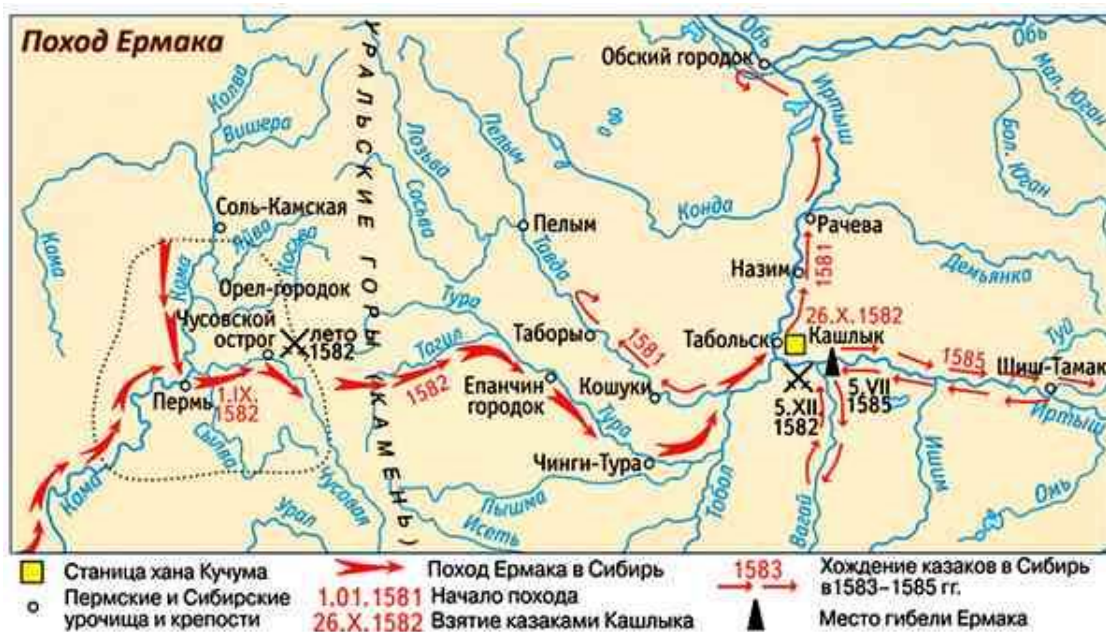 Поход Ермака
УРАЛЬСКИЕ ГОРЫ (КАМЕНЬ)
Обский городок
Обь
Обь
Иртыш
Мал. Юган
Бол. Юган
Колва
Вишера
Лозьва
Пелым
Сосьва
Конда
Соль-Камская
Кама
Кама
Яйва
Косьва
Пелым
Тавда
Рачева
1581
Назим
Демьянка
Орел-городок
Чусовской
острог
лето
1582
Тура
Тагил
1582
Таборы
1581
26.X.1582
Табольск
Кашлык
Туй
1585
Шиш-Тамак
Иртыш
Пермь
1.IX.
1582
Епанчин
городок
Кошуки
5.XII.
1582
5.VII
1585
Тура
Чинги-Тура
Сылва
Кама
Чусовая
Урал
Пышма
Исеть
Тобол
Вагай
Ишим
Омь
Станица хана Кучума
Пермские и Сибирские
урочища и крепости
Поход Ермака в Сибирь
1.01.1581 Начало похода
26.X.1582 Взятие казаками Кашлыка
1583 Хождение казаков в Сибирь
в1583–1585 гг.
Место гибели Ермака